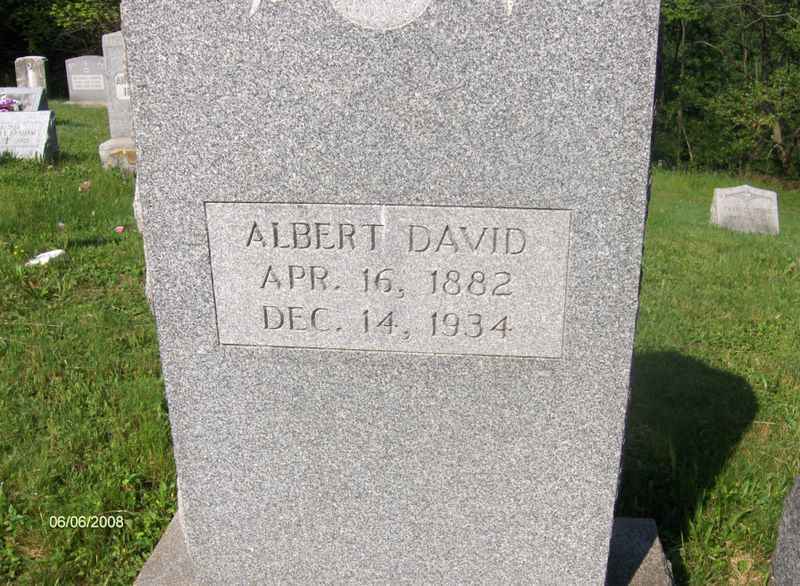 ALBERT DAVID
APR. 16, 1882
DEC. 14, 1934
06/06/2008